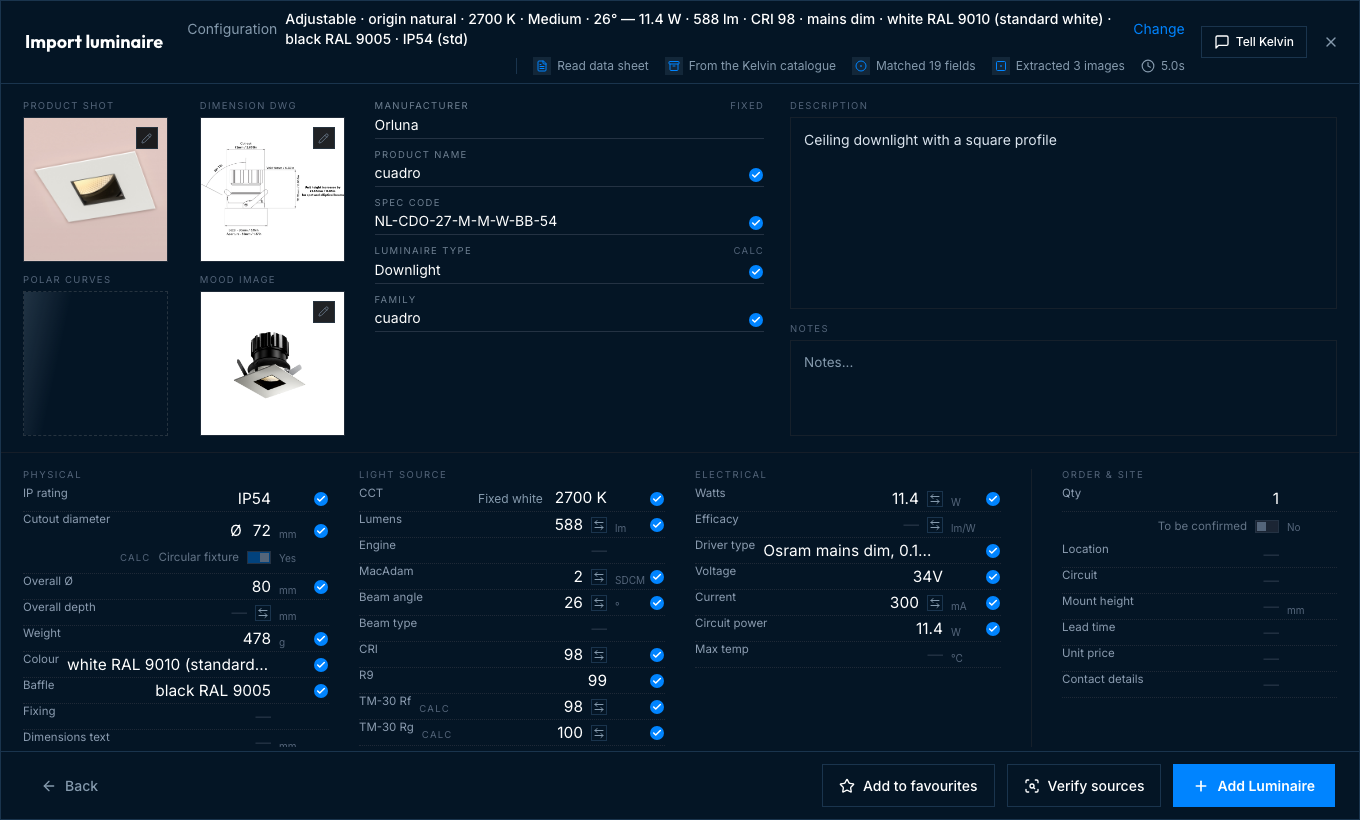 Import luminaire
Configuration
Adjustable · origin natural · 2700 K · Medium · 26° — 11.4 W · 588 lm · CRI 98 · mains dim · white RAL 9010 (standard white) ·
black RAL 9005 · IP54 (std)
Change
Tell Kelvin
Read data sheet
From the Kelvin catalogue
Matched 19 fields
Extracted 3 images
5.0s
PRODUCT SHOT
DIMENSION DWG
POLAR CURVES
MOOD IMAGE
MANUFACTURER FIXED
Orluna
PRODUCT NAME
cuadro
SPEC CODE
NL-CDO-27-M-M-W-BB-54
LUMINAIRE TYPE CALC
Downlight
FAMILY
cuadro
DESCRIPTION
Ceiling downlight with a square profile
NOTES
Notes...
PHYSICAL
IP rating IP54
Cutout diameter Ø 72 mm
CALC Circular fixture Yes
Overall Ø 80 mm
Overall depth — mm
Weight 478 g
Colour white RAL 9010 (standard...
Baffle black RAL 9005
Fixing —
Dimensions text — mm
LIGHT SOURCE
CCT Fixed white 2700 K
Lumens 588 lm
Engine —
MacAdam 2 SDCM
Beam angle 26 °
Beam type —
CRI 98
R9 99
TM-30 Rf CALC 98
TM-30 Rg CALC 100
ELECTRICAL
Watts 11.4 W
Efficacy — lm/W
Driver type Osram mains dim, 0.1...
Voltage 34V
Current 300 mA
Circuit power 11.4 W
Max temp — °C
ORDER & SITE
Qty 1
To be confirmed No
Location —
Circuit —
Mount height — mm
Lead time —
Unit price —
Contact details —
Back
Add to favourites
Verify sources
Add Luminaire